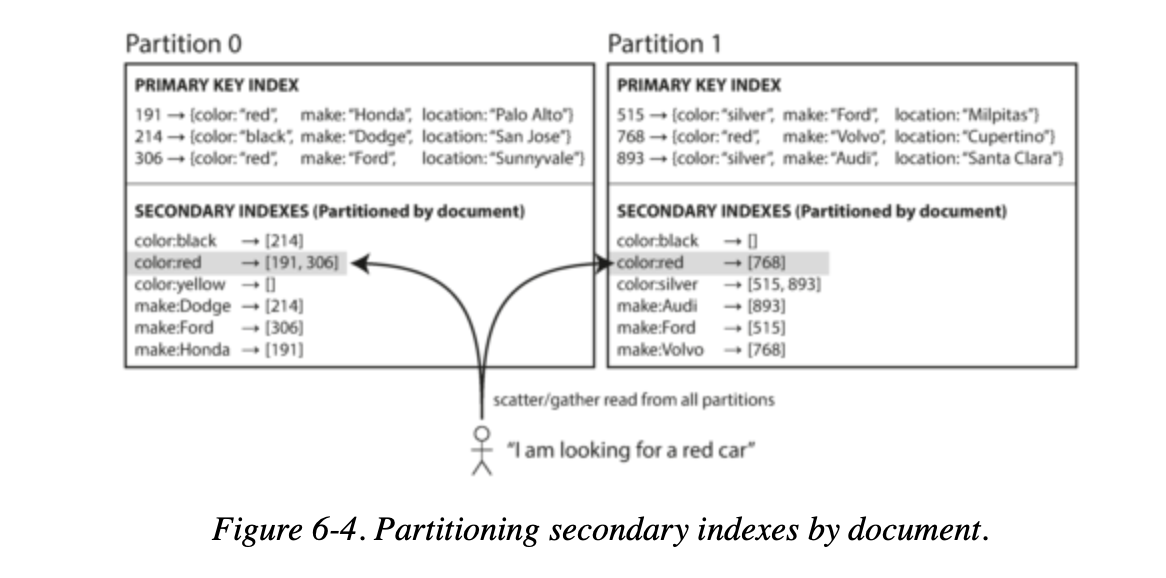 Partition 0
PRIMARY KEY INDEX
191 → {color: “red”, make: “Honda”, location: “Palo Alto”}
214 → {color: “black”, make: “Dodge”, location: “San Jose”}
306 → {color: “red”, make: “Ford”, location: “Sunnyvale”}
SECONDARY INDEXES (Partitioned by document)
color:black → [214]
color:red → [191, 306]
color:yellow → []
make:Dodge → [214]
make:Ford → [306]
make:Honda → [191]
Partition 1
PRIMARY KEY INDEX
515 → {color: “silver”, make: “Ford”, location: “Milpitas”}
768 → {color: “red”, make: “Volvo”, location: “Cupertino”}
893 → {color: “silver”, make: “Audi”, location: “Santa Clara”}
SECONDARY INDEXES (Partitioned by document)
color:black → []
color:red → [768]
color:silver → [515, 893]
make:Audi → [893]
make:Ford → [515]
make:Volvo → [768]
scatter/gather read from all partitions
“I am looking for a red car”
Figure 6-4. Partitioning secondary indexes by document.